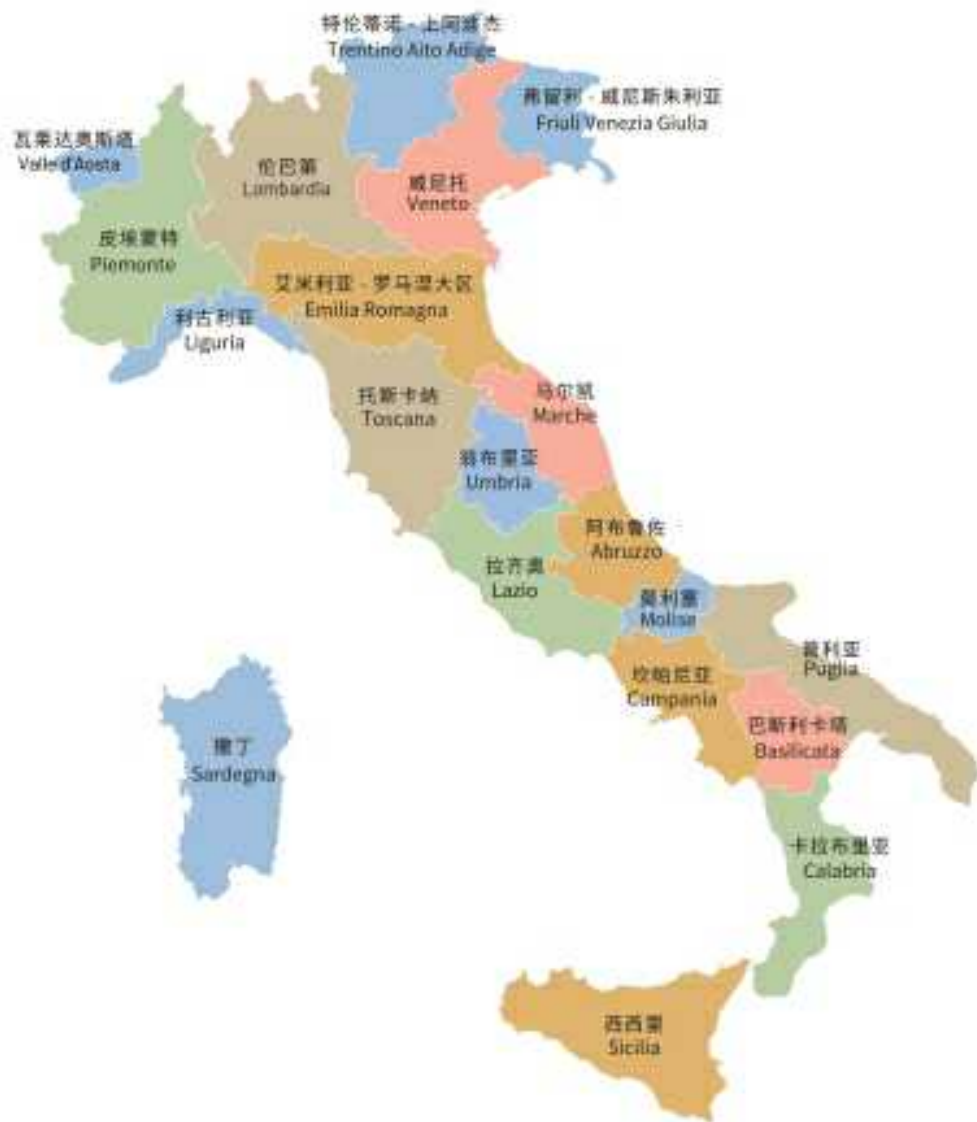 特伦蒂诺 - 上阿迪杰
Trentino Alto Adige
弗留利 - 威尼斯朱利亚
Friuli Venezia Giulia
瓦莱达奥斯塔
Valle d'Aosta
伦巴第
Lombardia
威尼托
Veneto
皮埃蒙特
Piemonte
艾米利亚 - 罗马涅大区
Emilia Romagna
利古利亚
Liguria
托斯卡纳
Toscana
马尔凯
Marche
翁布里亚
Umbria
阿布鲁佐
Abruzzo
拉齐奥
Lazio
莫利塞
Molise
普利亚
Puglia
坎帕尼亚
Campania
巴斯利卡塔
Basilicata
撒丁
Sardegna
卡拉布里亚
Calabria
西西里
Sicilia